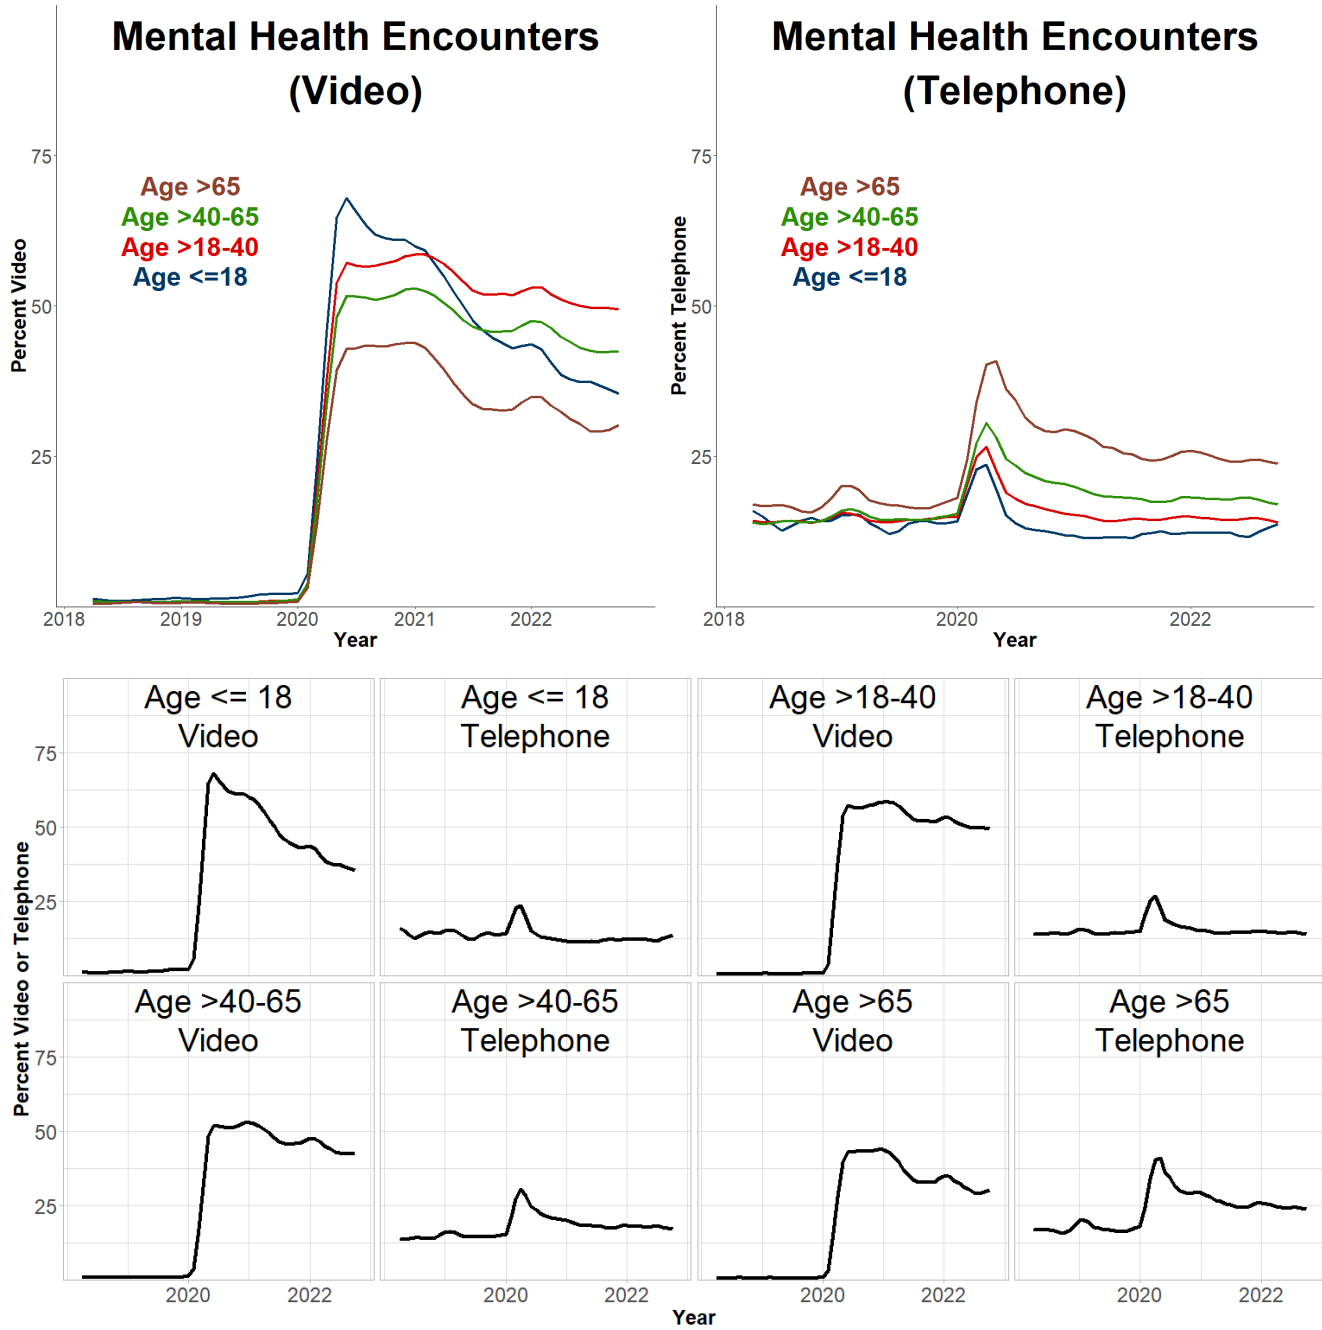 Mental Health Encounters
(Video)
75
50
25
Percent Video
Age >65
Age >40-65
Age >18-40
Age <=18
2018 2019 2020 2021 2022
Year
Mental Health Encounters
(Telephone)
75
50
25
Percent Telephone
Age >65
Age >40-65
Age >18-40
Age <=18
2018 2020 2022
Year
Percent Video or Telephone
Age <= 18
Video
Age <= 18
Telephone
Age >18-40
Video
Age >18-40
Telephone
75
50
25
Age >40-65
Video
Age >40-65
Telephone
Age >65
Video
Age >65
Telephone
75
50
25
2020 2022 2020 2022 2020 2022 2020 2022
Year